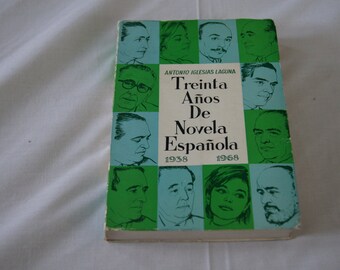 ANTONIO IGLESIAS LAGUNA
Treinta
Años
De
Novela
Española
1938 1968